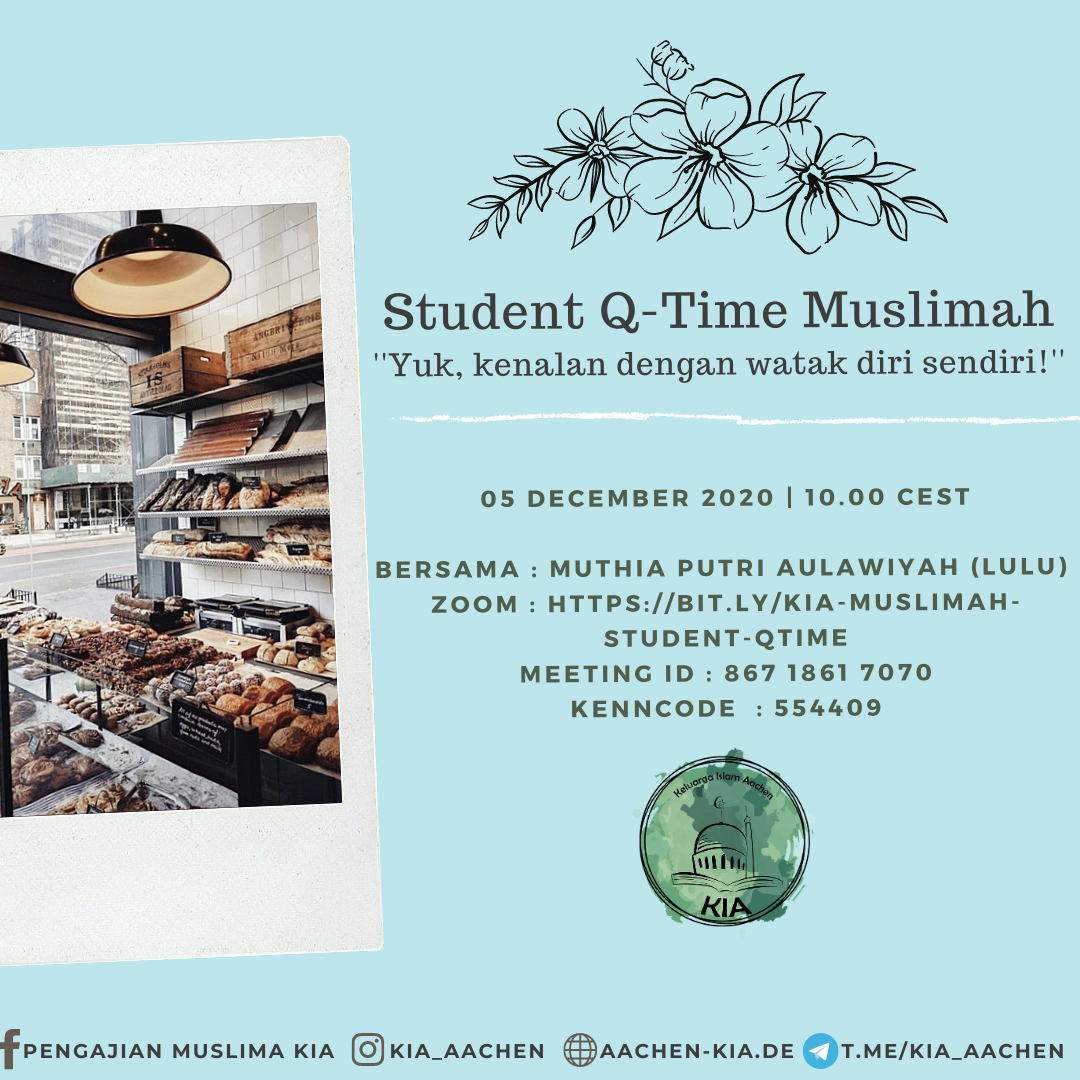 Student Q-Time Muslimah
"Yuk, kenalan dengan watak diri sendiri!"
05 DECEMBER 2020 | 10.00 CEST
BERSAMA : MUTHIA PUTRI AULAWIYAH (LULU)
ZOOM : HTTPS://BIT.LY/KIA-MUSLIMAH-
STUDENT-QTIME
MEETING ID : 867 1861 7070
KENNCODE : 554409
Keluarga Islam Aachen
KIA
PENGAJIAN MUSLIMA KIA
KIA_AACHEN
AACHEN-KIA.DE
T.ME/KIA_AACHEN